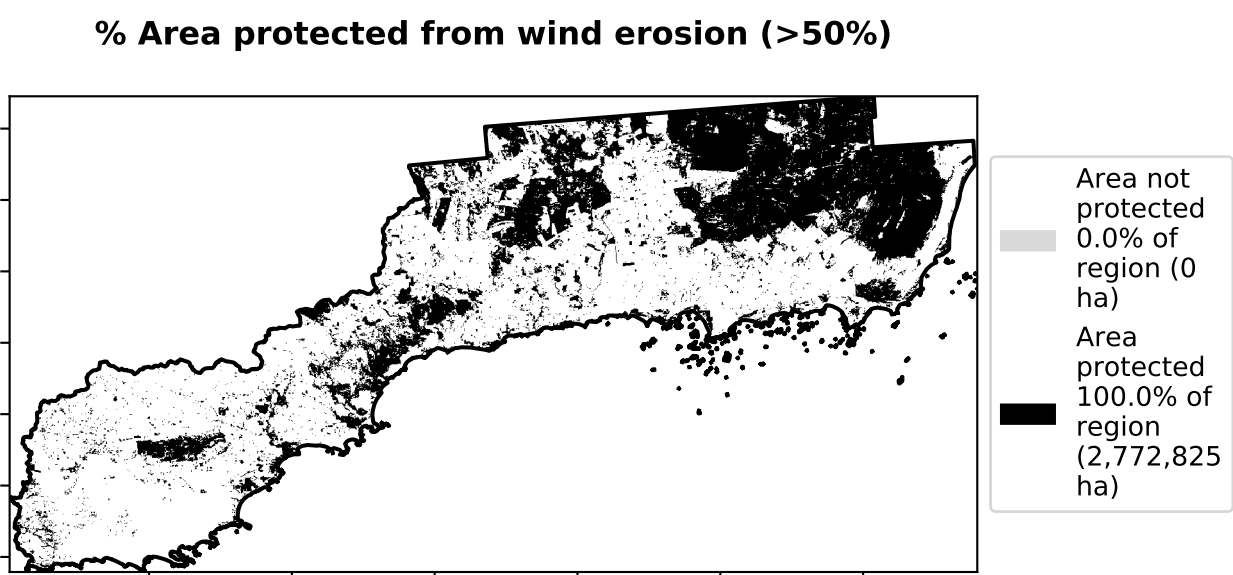 % Area protected from wind erosion (>50%)
Area not
protected
0.0% of
region (0
ha)
Area
protected
100.0% of
region
(2,772,825
ha)